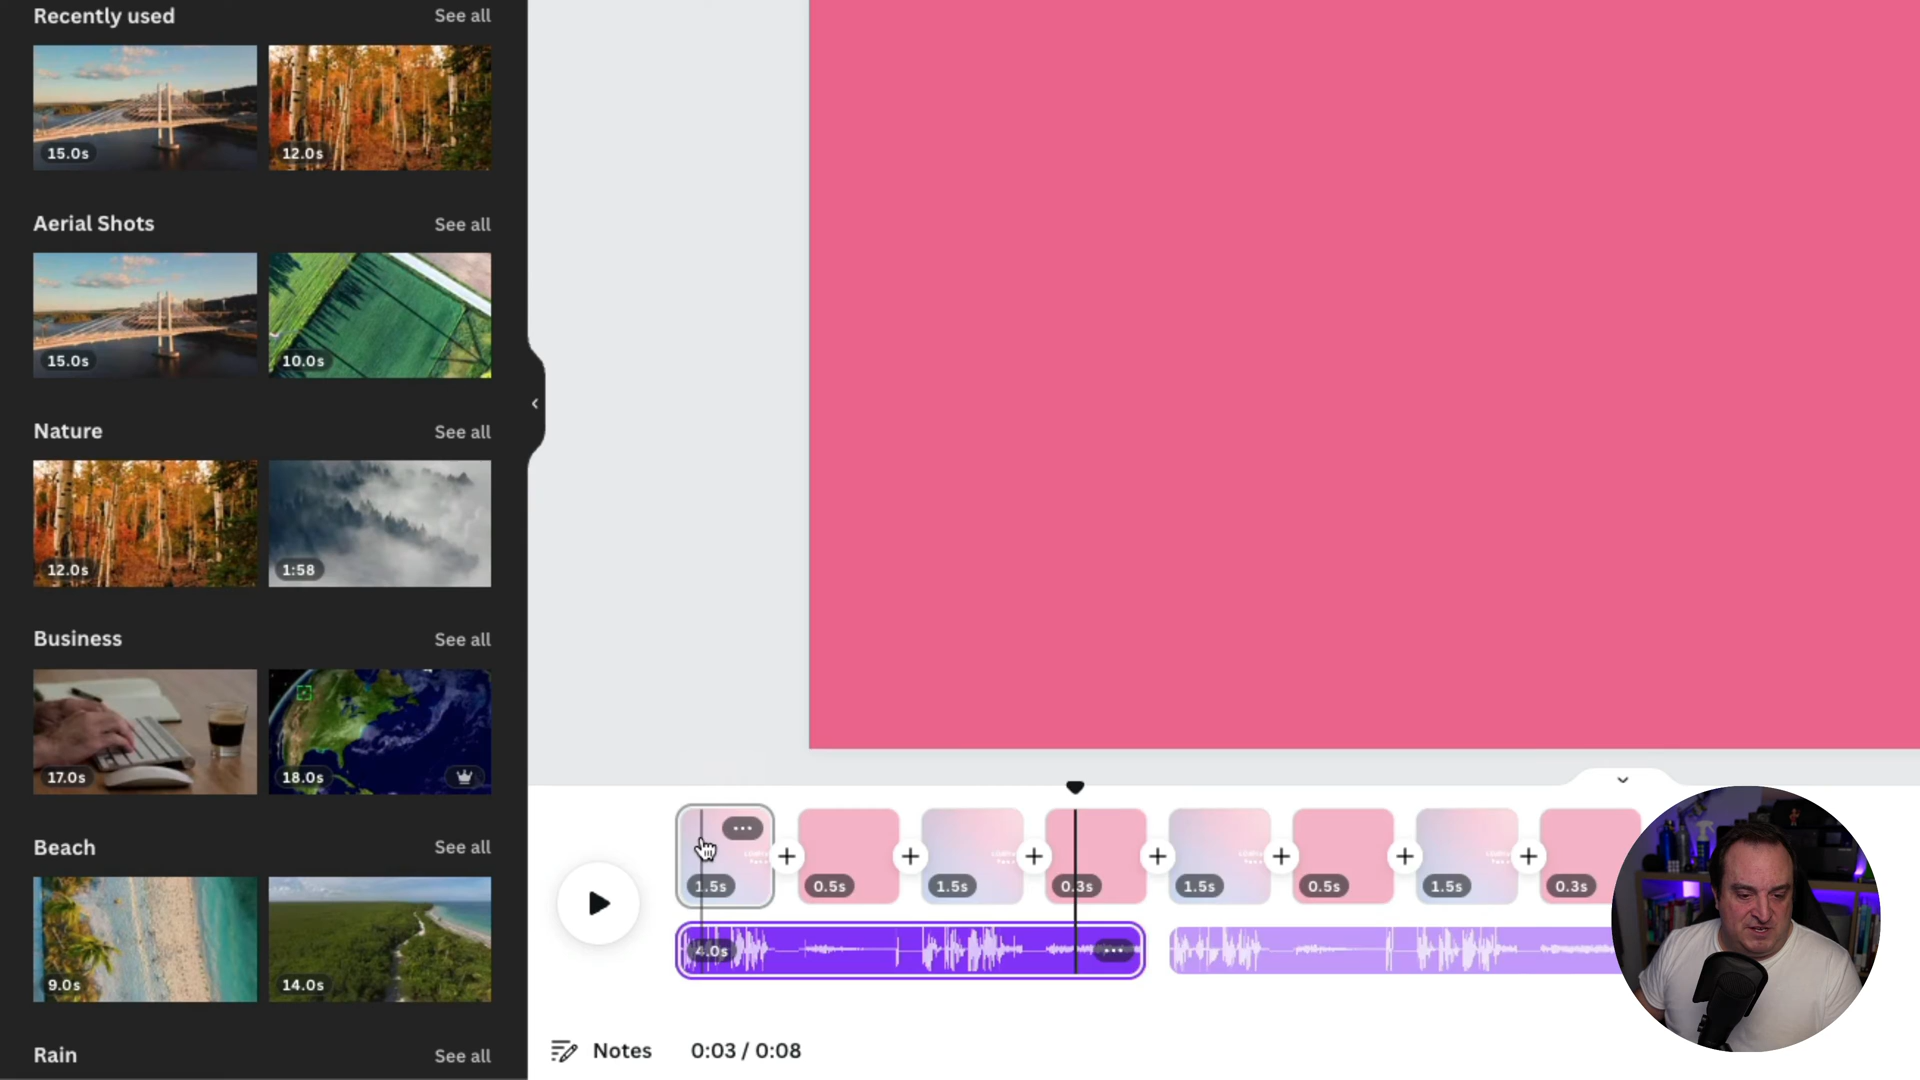 Recently used See all
15.0s 12.0s
Aerial Shots See all
15.0s 10.0s
Nature See all
12.0s 1:58
Business See all
17.0s 18.0s
Beach See all
9.0s 14.0s
Rain See all
1.5s 0.5s 1.5s 0.3s 1.5s 0.5s 1.5s 0.3s
4.0s
Notes 0:03 / 0:08